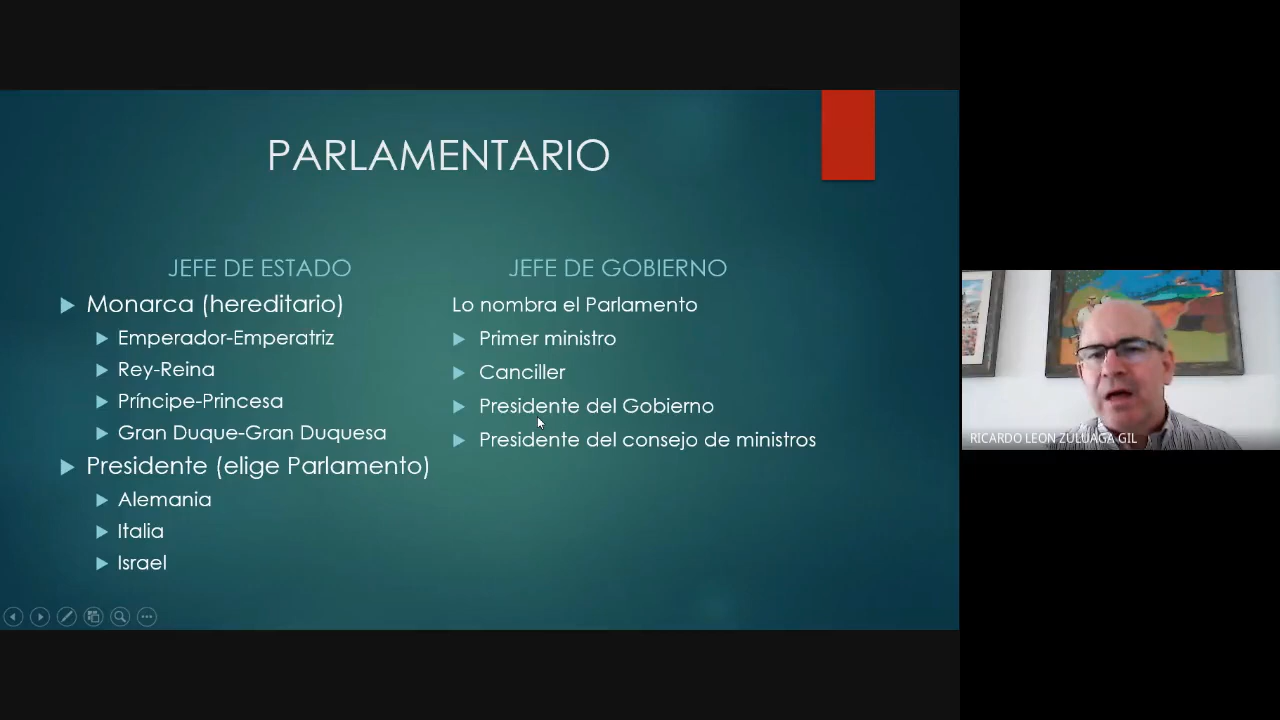 PARLAMENTARIO
JEFE DE ESTADO
Monarca (hereditario)
Emperador-Emperatriz
Rey-Reina
Príncipe-Princesa
Gran Duque-Gran Duquesa
Presidente (elige Parlamento)
Alemania
Italia
Israel
JEFE DE GOBIERNO
Lo nombra el Parlamento
Primer ministro
Canciller
Presidente del Gobierno
Presidente del consejo de ministros
RICARDO LEON ZULUAGA GIL